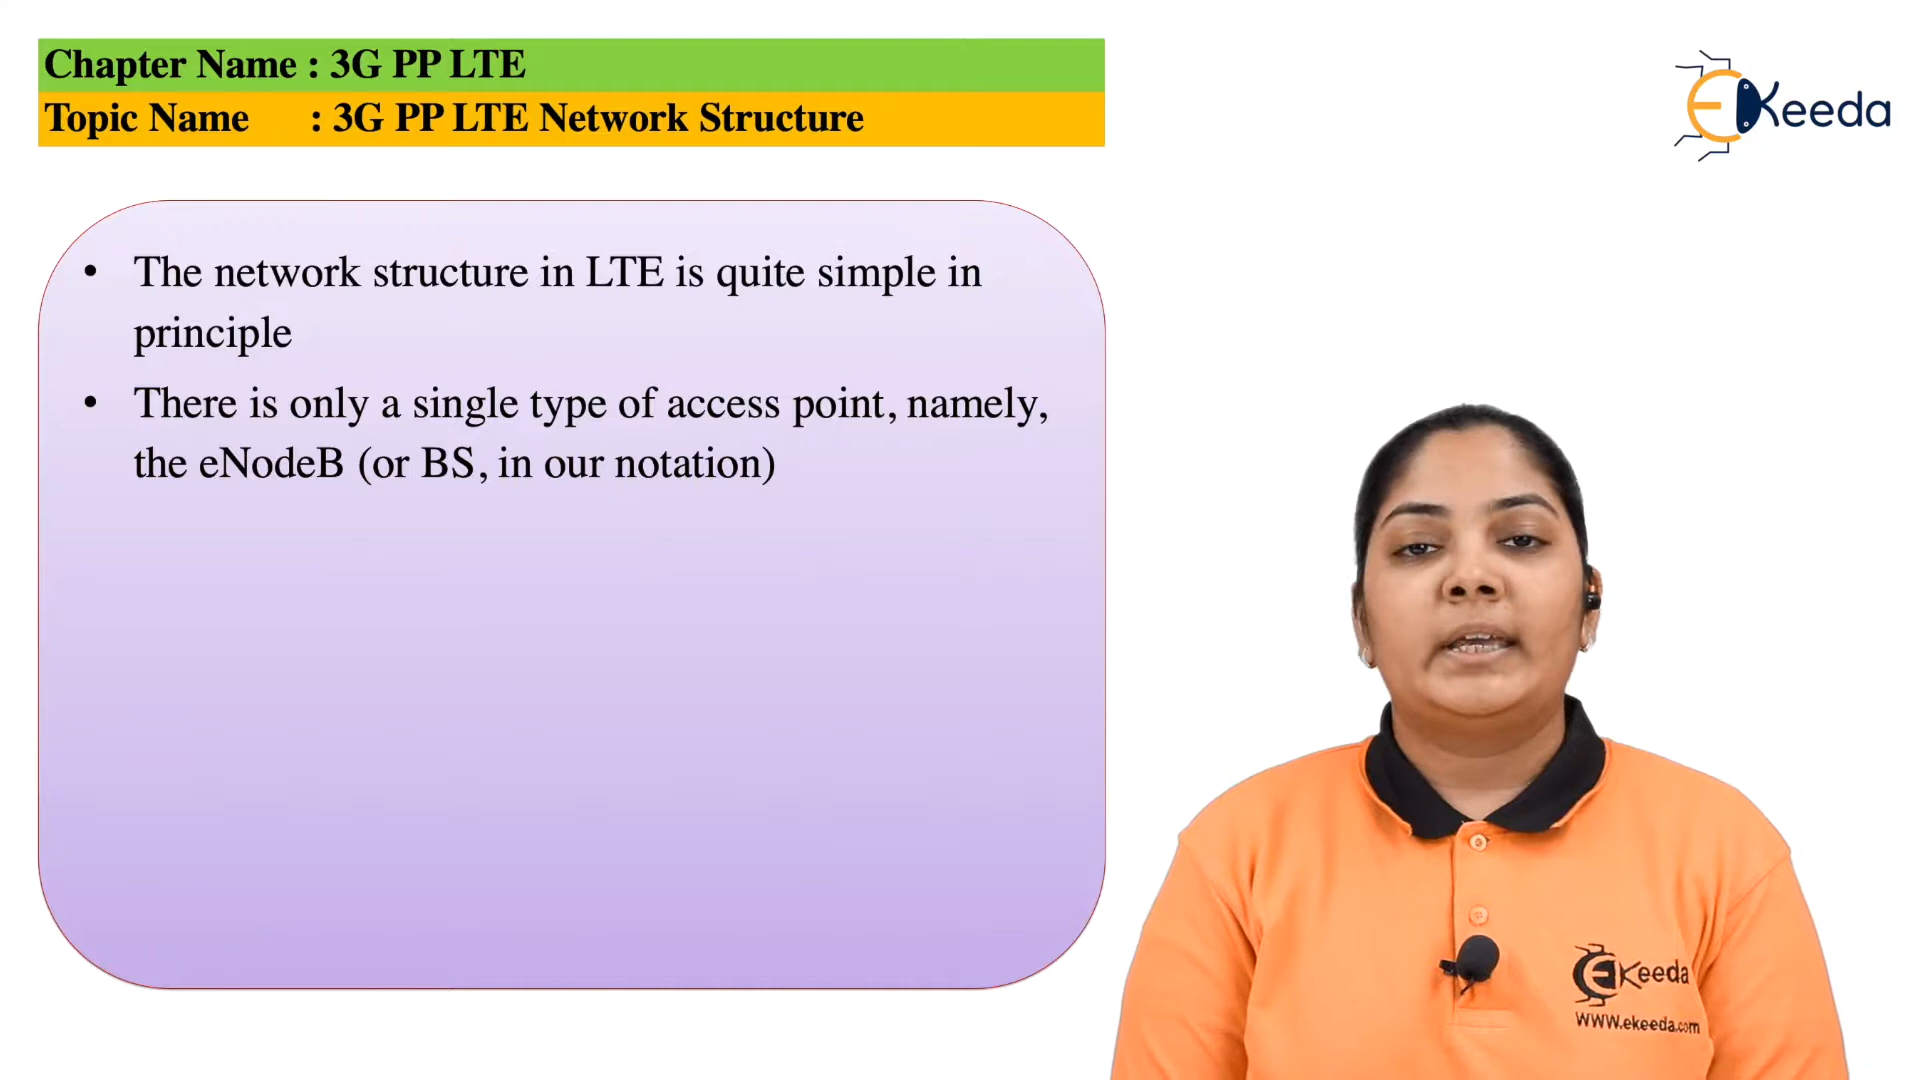 Chapter Name : 3G PP LTE
Topic Name : 3G PP LTE Network Structure
EKeeda
• The network structure in LTE is quite simple in
principle
• There is only a single type of access point, namely,
the eNodeB (or BS, in our notation)
EKeeda
WWW.ekeeda.com